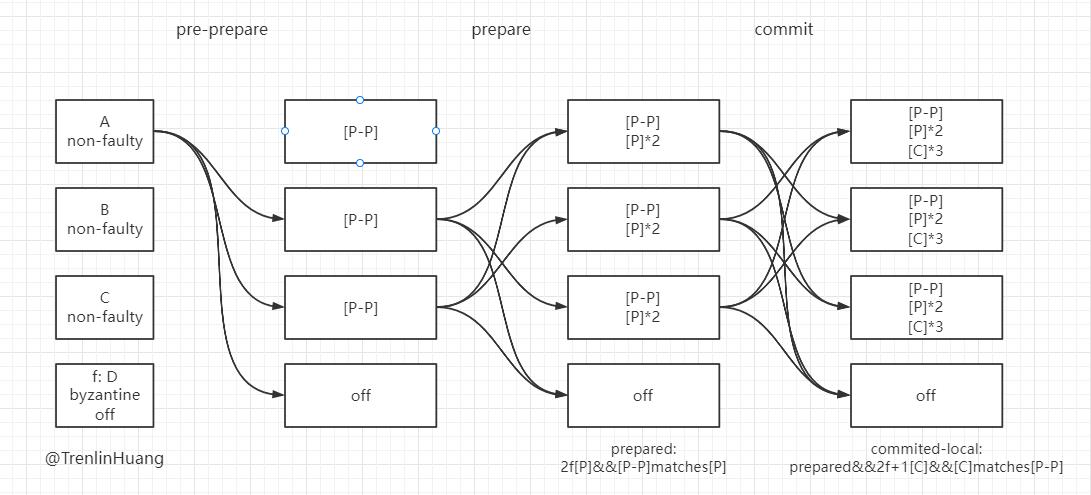 pre-prepare
prepare
commit
A
non-faulty
[P-P]
[P-P]
[P]*2
[P-P]
[P]*2
[C]*3
B
non-faulty
[P-P]
[P-P]
[P]*2
[P-P]
[P]*2
[C]*3
C
non-faulty
[P-P]
[P-P]
[P]*2
[P-P]
[P]*2
[C]*3
f: D
byzantine
off
off
off
off
@TrenlinHuang
prepared:
2f[P]&&[P-P]matches[P]
commited-local:
prepared&&2f+1[C]&&[C]matches[P-P]